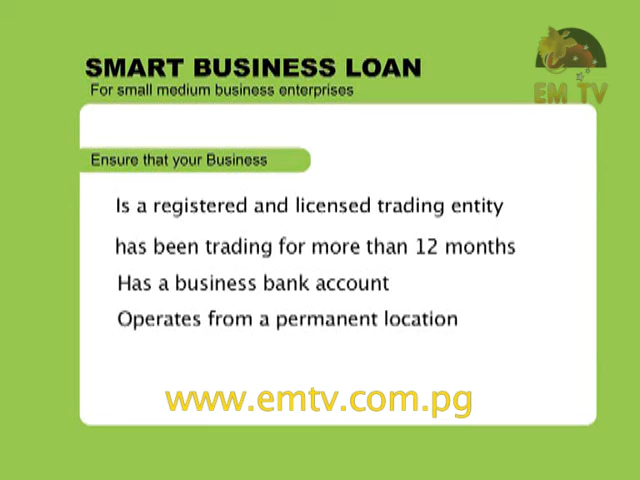 SMART BUSINESS LOAN
For small medium business enterprises
EM TV
Ensure that your Business
Is a registered and licensed trading entity
has been trading for more than 12 months
Has a business bank account
Operates from a permanent location
www.emtv.com.pg